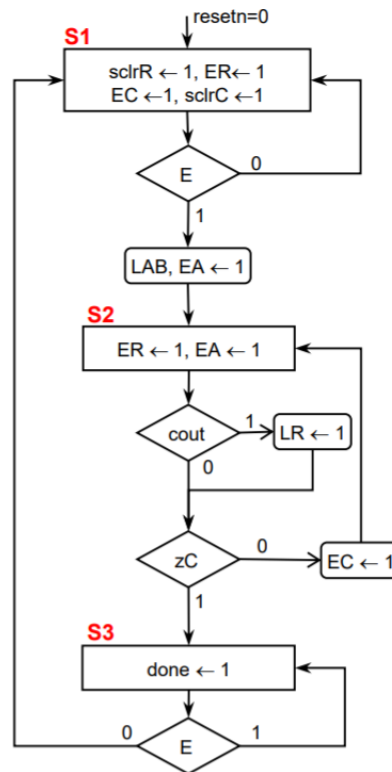 resetn=0
S1
sclrR ← 1, ER← 1
EC ←1, sclrC ←1
E
0
1
LAB, EA ← 1
S2
ER ← 1, EA ← 1
cout
1
LR ← 1
0
zC
0
EC ← 1
1
S3
done ← 1
0
E
1